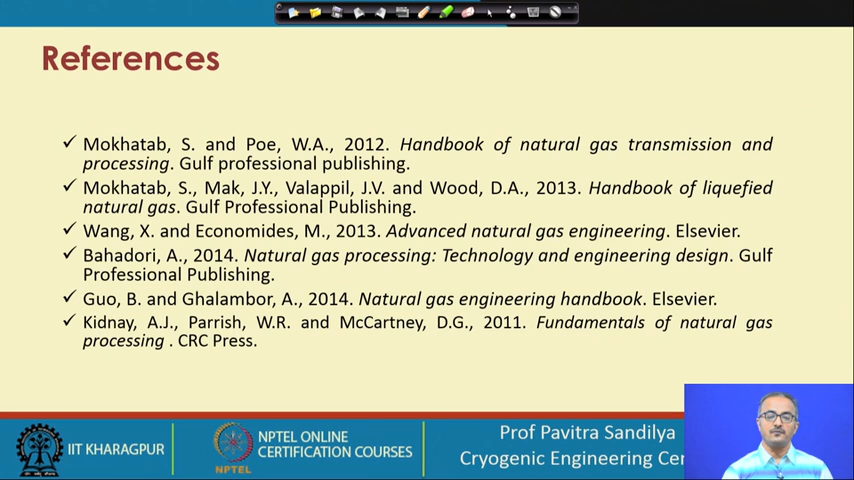 References
✓ Mokhatab, S. and Poe, W.A., 2012. Handbook of natural gas transmission and
processing. Gulf professional publishing.
✓ Mokhatab, S., Mak, J.Y., Valappil, J.V. and Wood, D.A., 2013. Handbook of liquefied
natural gas. Gulf Professional Publishing.
✓ Wang, X. and Economides, M., 2013. Advanced natural gas engineering. Elsevier.
✓ Bahadori, A., 2014. Natural gas processing: Technology and engineering design. Gulf
Professional Publishing.
✓ Guo, B. and Ghalambor, A., 2014. Natural gas engineering handbook. Elsevier.
✓ Kidnay, A.J., Parrish, W.R. and McCartney, D.G., 2011. Fundamentals of natural gas
processing . CRC Press.
IIT KHARAGPUR
NPTEL
NPTEL ONLINE
CERTIFICATION COURSES
Prof Pavitra Sandilya
Cryogenic Engineering Cen